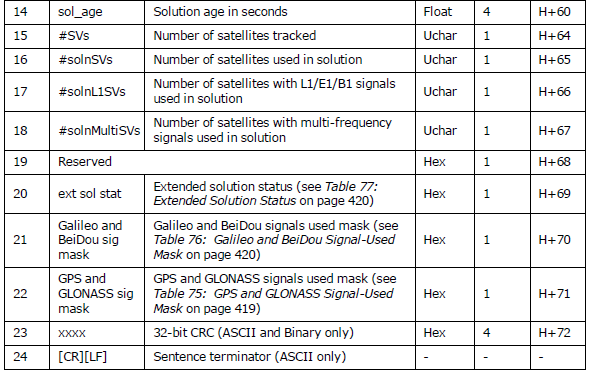 14 sol_age Solution age in seconds Float 4 H+60
15 #SVs Number of satellites tracked Uchar 1 H+64
16 #solnSVs Number of satellites used in solution Uchar 1 H+65
17 #solnL1SVs Number of satellites with L1/E1/B1 signals
used in solution Uchar 1 H+66
18 #solnMultiSVs Number of satellites with multi-frequency
signals used in solution Uchar 1 H+67
19 Reserved Hex 1 H+68
20 ext sol stat Extended solution status (see Table 77:
Extended Solution Status on page 420) Hex 1 H+69
21 Galileo and
BeiDou sig
mask Galileo and BeiDou signals used mask (see
Table 76: Galileo and BeiDou Signal-Used
Mask on page 420) Hex 1 H+70
22 GPS and
GLONASS sig
mask GPS and GLONASS signals used mask (see
Table 75: GPS and GLONASS Signal-Used
Mask on page 419) Hex 1 H+71
23 xxxx 32-bit CRC (ASCII and Binary only) Hex 4 H+72
24 [CR][LF] Sentence terminator (ASCII only) - - -